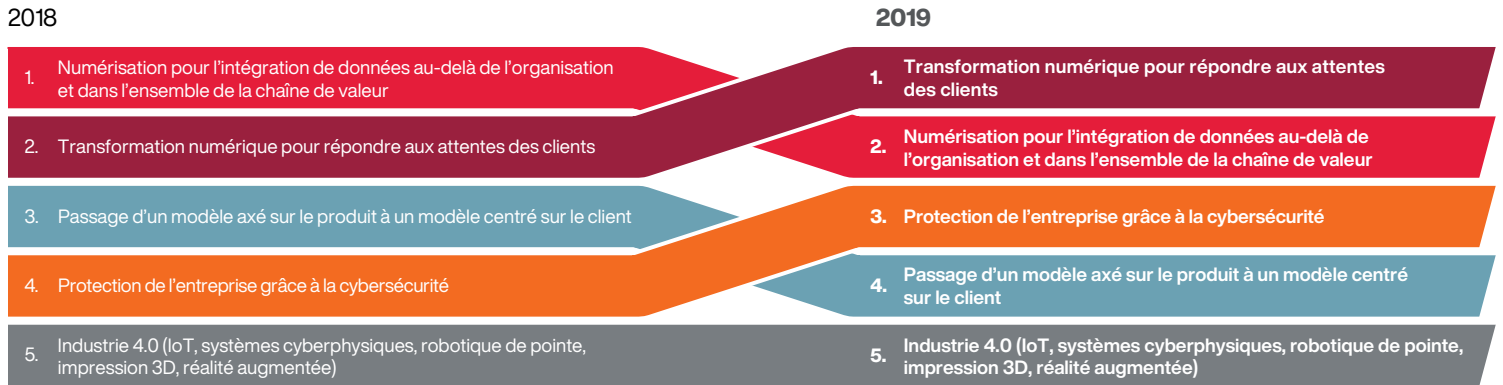 2018
1. Numérisation pour l'intégration de données au-delà de l'organisation
et dans l'ensemble de la chaîne de valeur
2. Transformation numérique pour répondre aux attentes des clients
3. Passage d'un modèle axé sur le produit à un modèle centré sur le client
4. Protection de l'entreprise grâce à la cybersécurité
5. Industrie 4.0 (IoT, systèmes cyberphysiques, robotique de pointe,
impression 3D, réalité augmentée)
2019
1. Transformation numérique pour répondre aux attentes
des clients
2. Numérisation pour l'intégration de données au-delà de
l'organisation et dans l'ensemble de la chaîne de valeur
3. Protection de l'entreprise grâce à la cybersécurité
4. Passage d'un modèle axé sur le produit à un modèle centré
sur le client
5. Industrie 4.0 (IoT, systèmes cyberphysiques, robotique de pointe,
impression 3D, réalité augmentée)